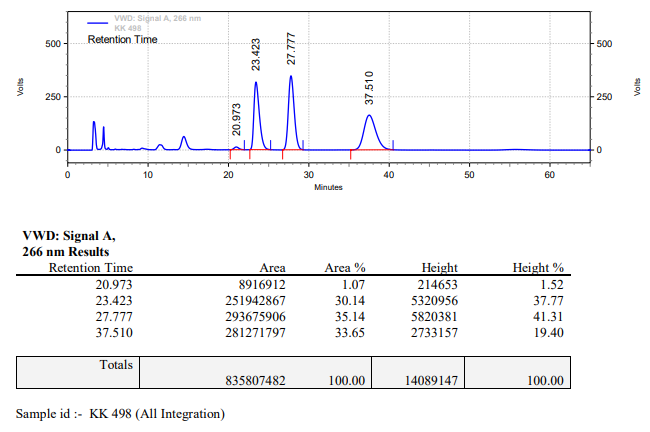 VWD: Signal A, 266 nm
KK 498
Retention Time
500
250
0
Volts
20.973
23.423
27.777
37.510
500
250
0
Volts
0 10 20 30 40 50 60
Minutes
VWD: Signal A,
266 nm Results
Retention Time Area Area % Height Height %
20.973 8916912 1.07 214653 1.52
23.423 251942867 30.14 5320956 37.77
27.777 293675906 35.14 5820381 41.31
37.510 281271797 33.65 2733157 19.40
Totals
835807482 100.00 14089147 100.00
Sample id :- KK 498 (All Integration)